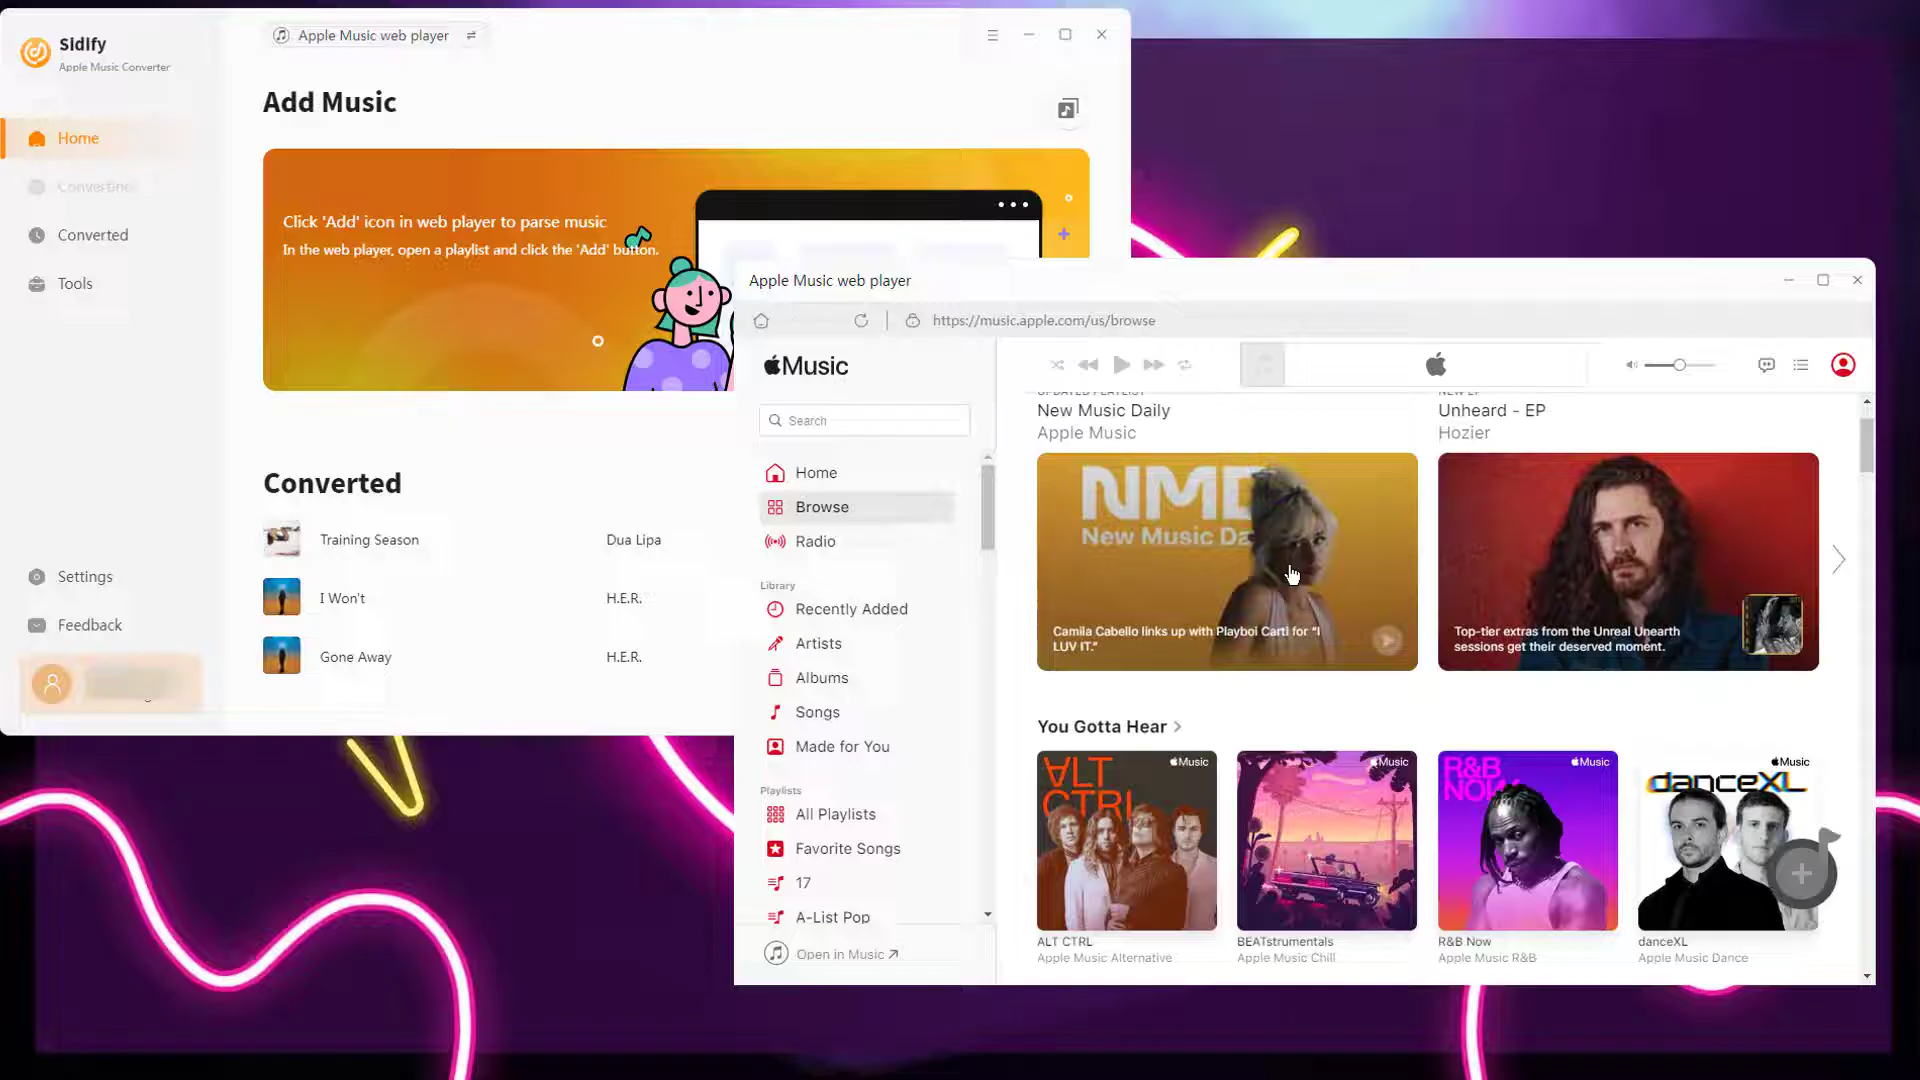 Sidify
Apple Music Converter
Apple Music web player
Home
Converting
Converted
Tools
Settings
Feedback
Add Music
Click 'Add' icon in web player to parse music
In the web player, open a playlist and click the 'Add' button.
Converted
Training Season
Dua Lipa
I Won't
H.E.R.
Gone Away
H.E.R.
Apple Music web player
https://music.apple.com/us/browse
Music
Search
Home
Browse
Radio
Library
Recently Added
Artists
Albums
Songs
Made for You
Playlists
All Playlists
Favorite Songs
17
A-List Pop
Open in Music
UPDATED PLAYLIST
New Music Daily
Apple Music
NEW EP
Unheard - EP
Hozier
NMD
New Music Da
Camila Cabello links up with Playboi Carti for “I
LUV IT.”
Top-tier extras from the Unreal Unearth
sessions get their deserved moment.
You Gotta Hear
Music
ALT
CTRL
ALT CTRL
Apple Music Alternative
Music
BEATstrumentals
Apple Music Chill
Music
R&B
NOW
R&B Now
Apple Music R&B
Music
danceXL
danceXL
Apple Music Dance